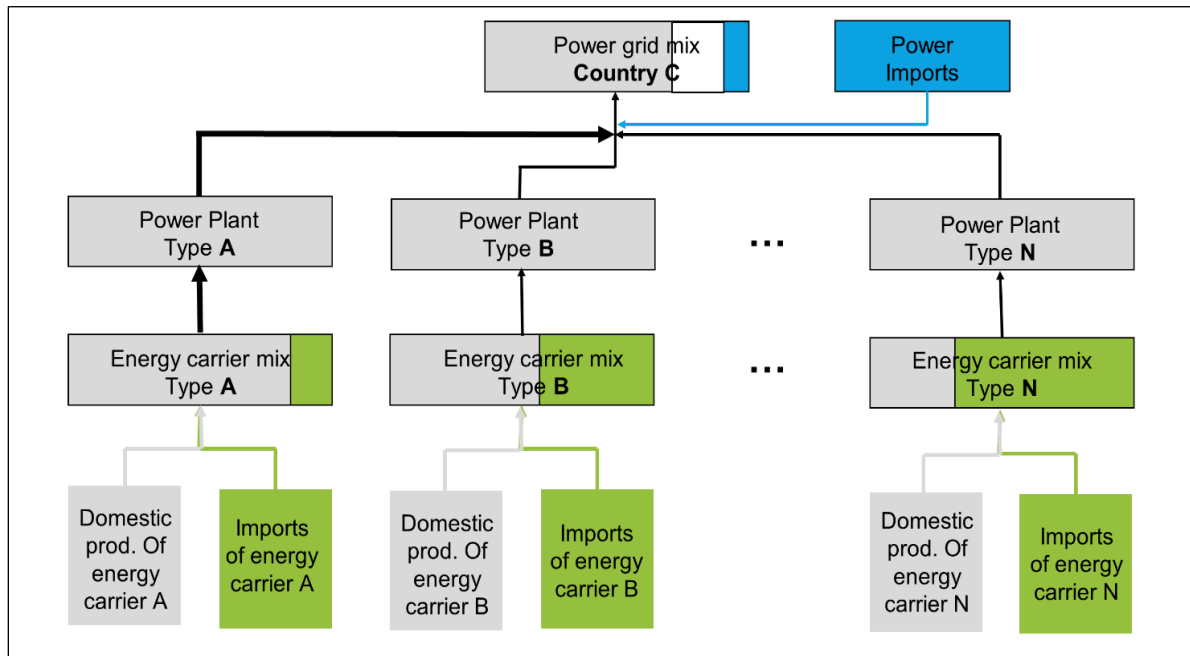 Power grid mix
Country C
Power
Imports
Power Plant
Type A
Power Plant
Type B
...
Power Plant
Type N
Energy carrier mix
Type A
Energy carrier mix
Type B
...
Energy carrier mix
Type N
Domestic
prod. Of
energy
carrier A
Imports
of energy
carrier A
Domestic
prod. Of
energy
carrier B
Imports
of energy
carrier B
Domestic
prod. Of
energy
carrier N
Imports
of energy
carrier N